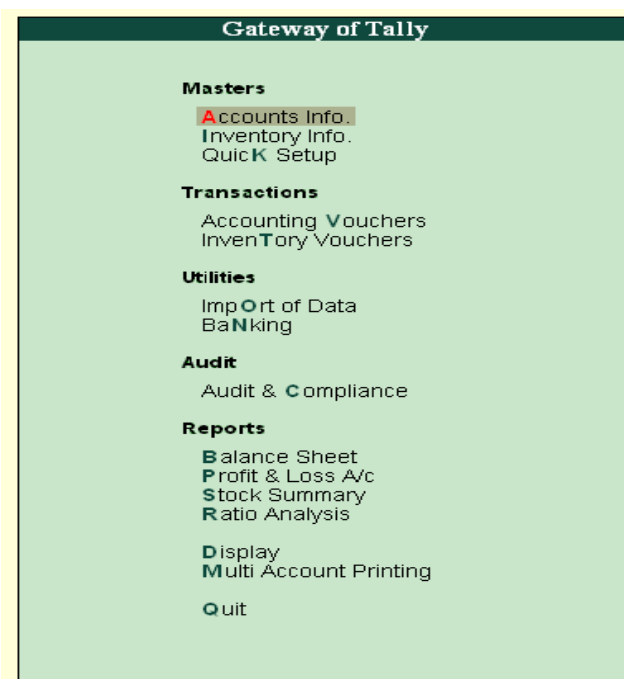 Gateway of Tally
Masters
Accounts Info.
Inventory Info.
QuicK Setup
Transactions
Accounting Vouchers
InvenTory Vouchers
Utilities
ImpOrt of Data
BaNking
Audit
Audit & Compliance
Reports
Balance Sheet
Profit & Loss A/c
Stock Summary
Ratio Analysis
Display
Multi Account Printing
Quit